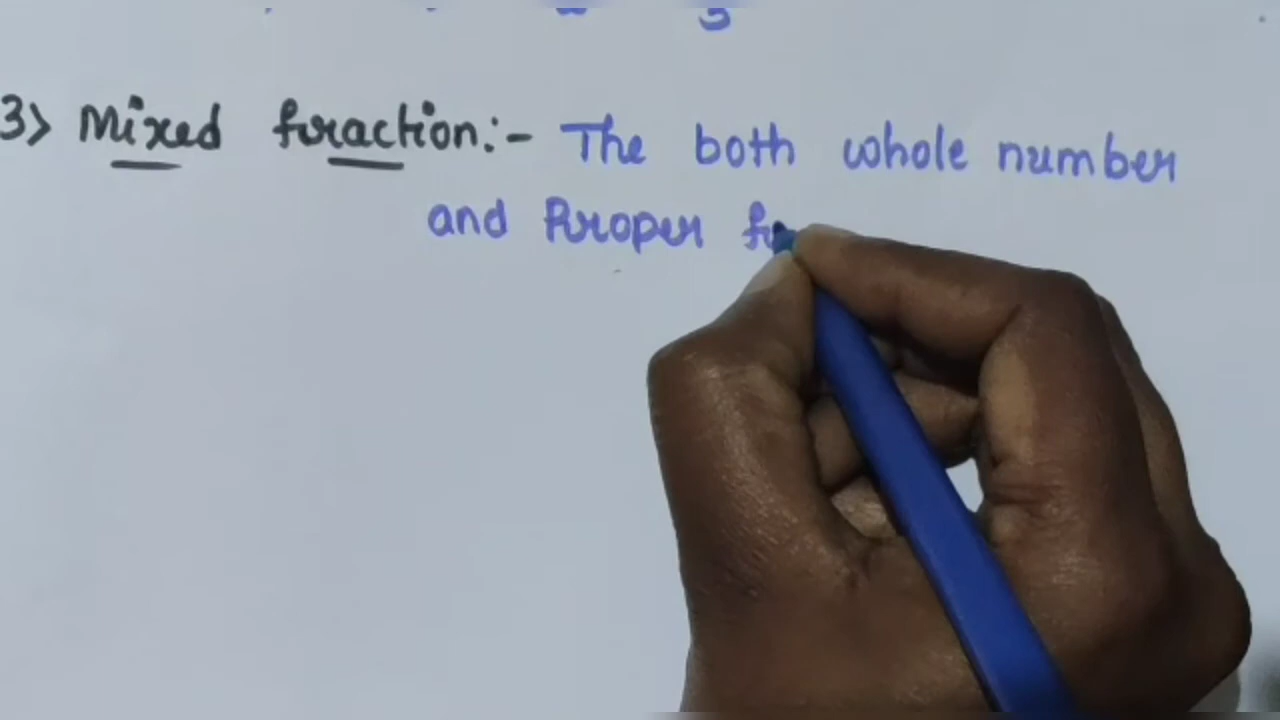 3> Mixed fraction:- The both whole number
and Proper